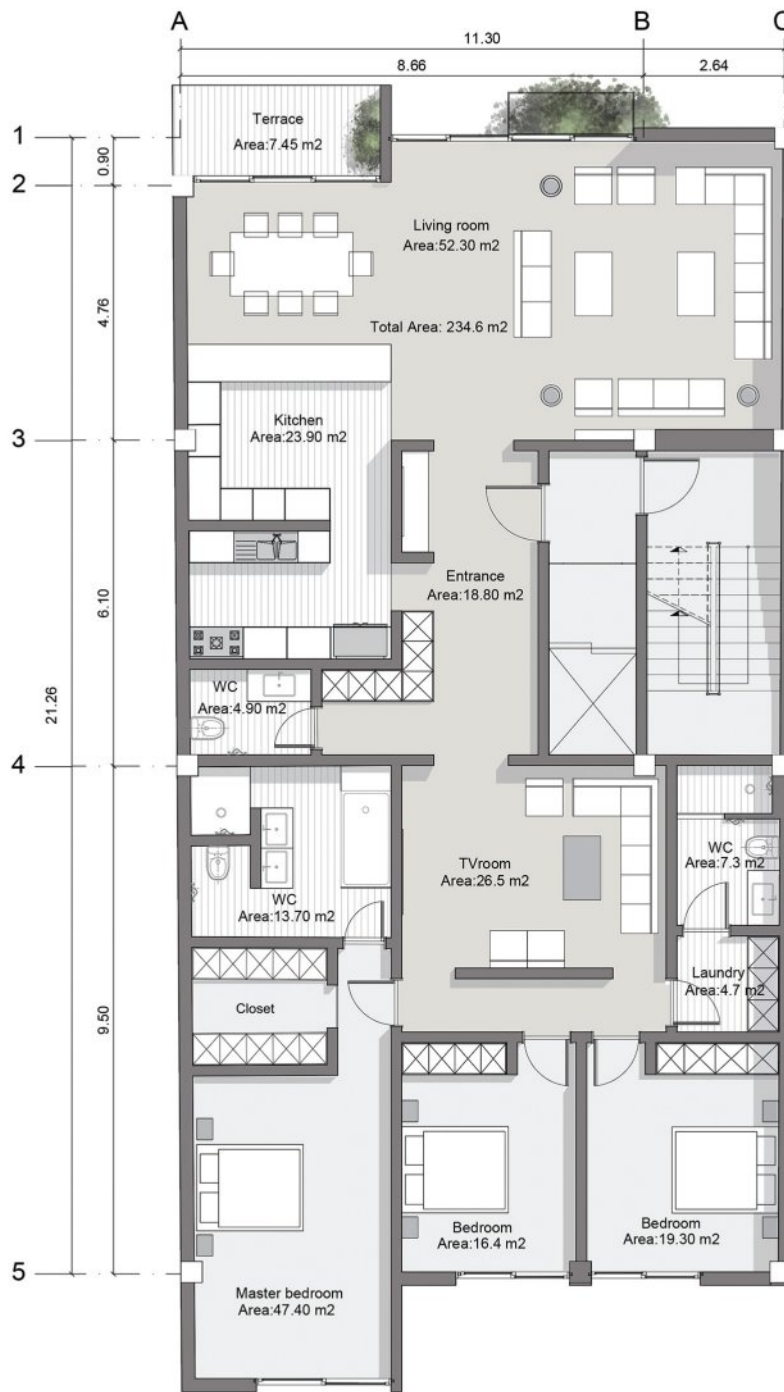 A
B
C
11.30
8.66
2.64
1
0.90
Terrace
Area:7.45 m2
2
Living room
Area:52.30 m2
4.76
Total Area: 234.6 m2
3
Kitchen
Area:23.90 m2
6.10
Entrance
Area:18.80 m2
21.26
WC
Area:4.90 m2
4
TVroom
Area:26.5 m2
WC
Area:7.3 m2
WC
Area:13.70 m2
9.50
Closet
Laundry
Area:4.7 m2
Bedroom
Area:16.4 m2
Bedroom
Area:19.30 m2
5
Master bedroom
Area:47.40 m2